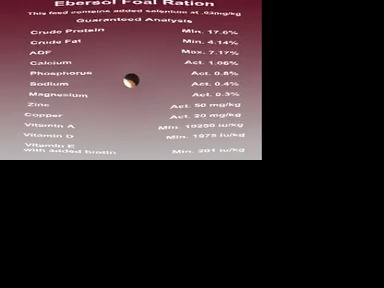 Ebersol Foal Ration
This feed contains added selenium at .03mg/kg
Guaranteed Analysis
Crude Protein Min. 17.0%
Crude Fat Min. 4.14%
ADF Max. 7.17%
Calcium Act. 1.06%
Phosphorus Act. 0.8%
Sodium Act. 0.4%
Magnesium Act. 0.3%
Zinc Act. 50 mg/kg
Copper Act. 20 mg/kg
Vitamin A Min. 10250 iu/kg
Vitamin D Min. 1975 iu/kg
Vitamin E
with added biotin Min. 201 iu/kg